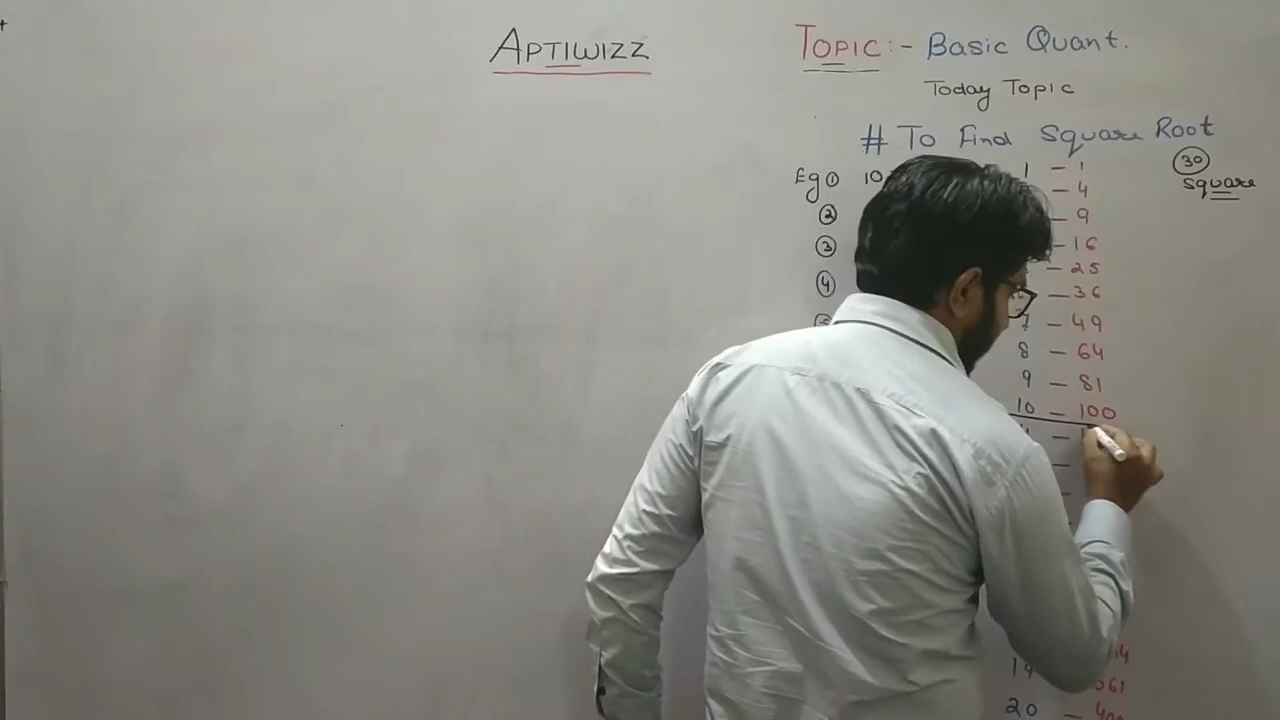 APTIWIZZ
TOPIC :- Basic Quant.
Today Topic
# To Find Square Root
30
square
Eg ① 10
②
③
④
1 - 1
- 4
- 9
- 16
- 25
- 36
7 - 49
8 - 64
9 - 81
10 - 100
19
20 -